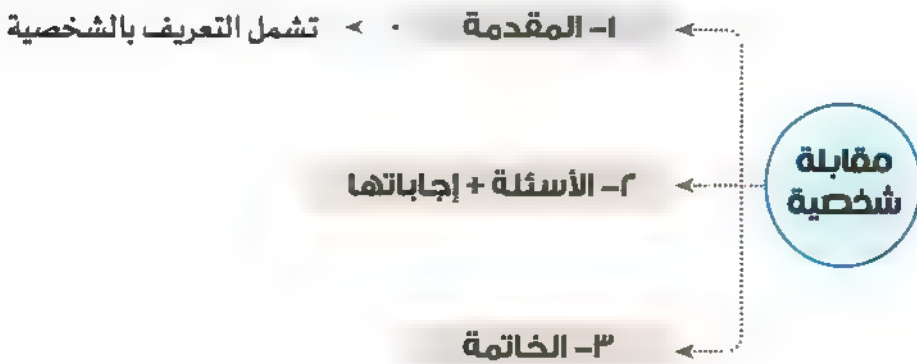 مقابلة
شخصية
١- المقدمة
تشمل التعريف بالشخصية
٢- الأسئلة + إجاباتها
٣- الخاتمة